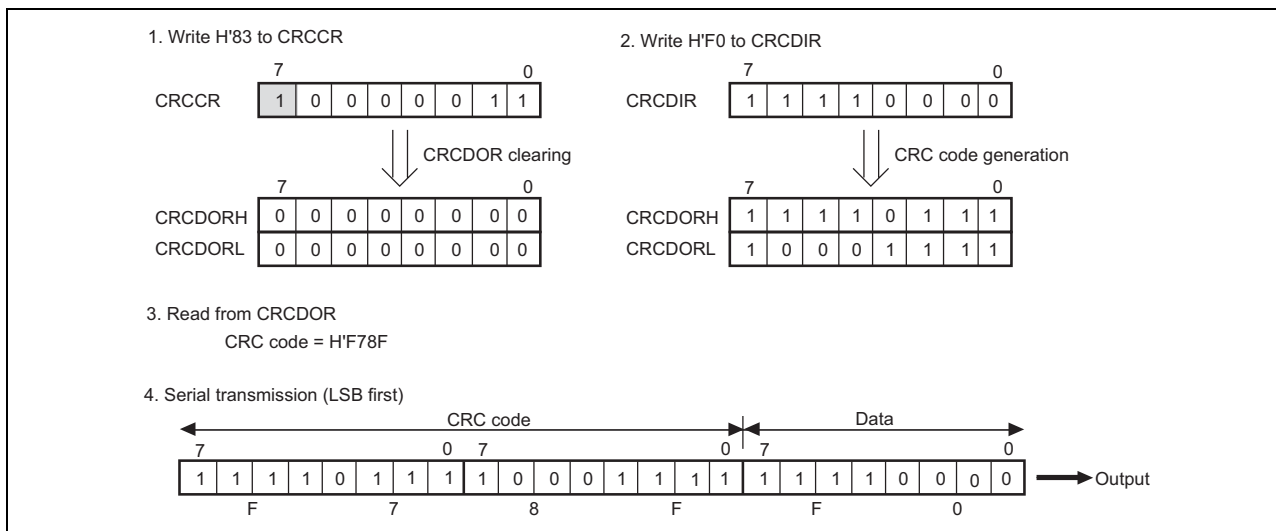 1. Write H'83 to CRCCR
7 0
CRCCR 1 0 0 0 0 0 1 1
CRCDOR clearing
7 0
CRCDORH 0 0 0 0 0 0 0 0
CRCDORL 0 0 0 0 0 0 0 0
2. Write H'F0 to CRCDIR
7 0
CRCDIR 1 1 1 1 0 0 0 0
CRC code generation
7 0
CRCDORH 1 1 1 1 0 1 1 1
CRCDORL 1 0 0 0 1 1 1 1
3. Read from CRCDOR
CRC code = H'F78F
4. Serial transmission (LSB first)
CRC code Data
7 0 7 0 7 0
1 1 1 1 0 1 1 1 1 0 0 0 1 1 1 1 1 1 1 1 0 0 0 0 Output
F 7 8 F F 0